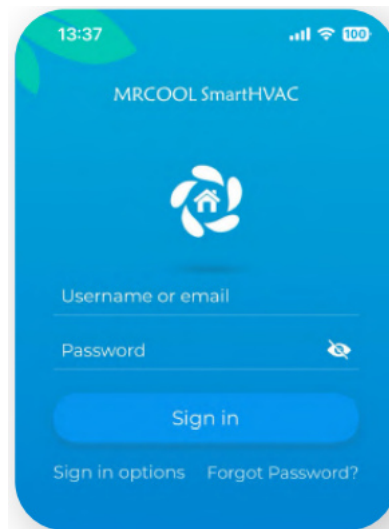 13:37 100
MRCOOL SmartHVAC
Username or email
Password
Sign in
Sign in options Forgot Password?